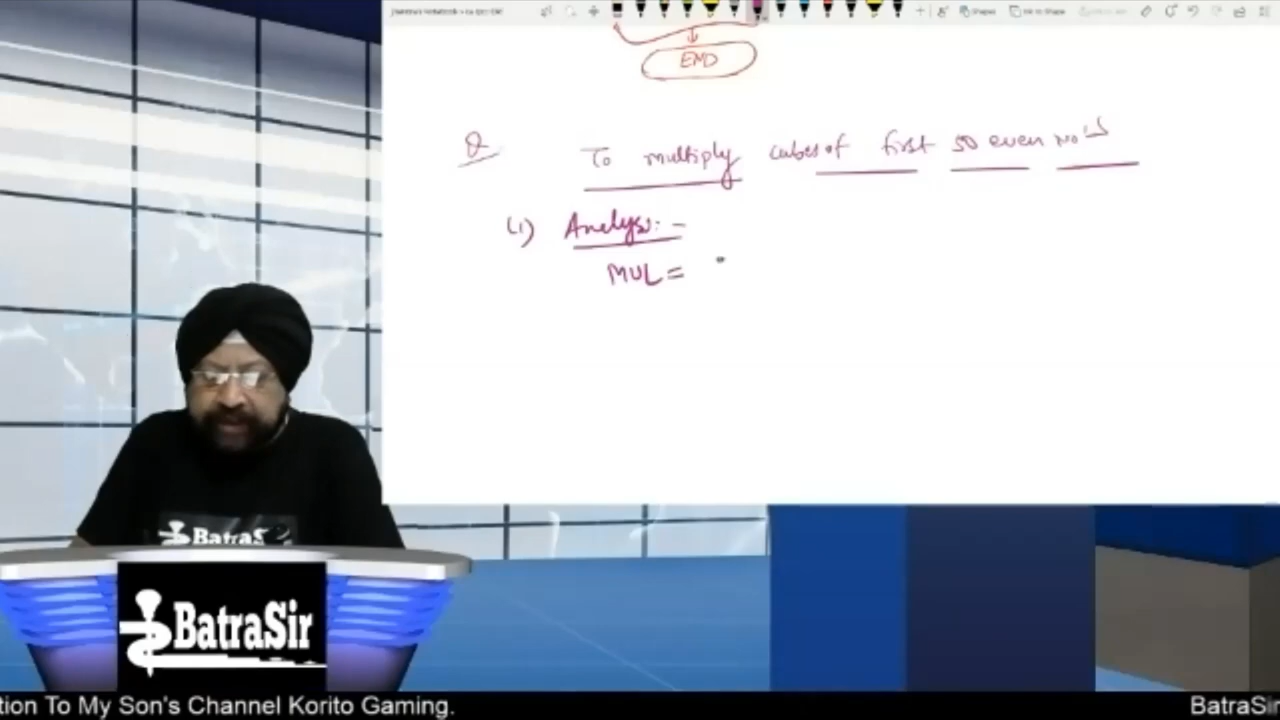 END
Q To multiply cubes of first 50 even no's
(1) Analysis: -
MUL =
BatraS
BatraSir
tion To My Son's Channel Korito Gaming.
BatraSir